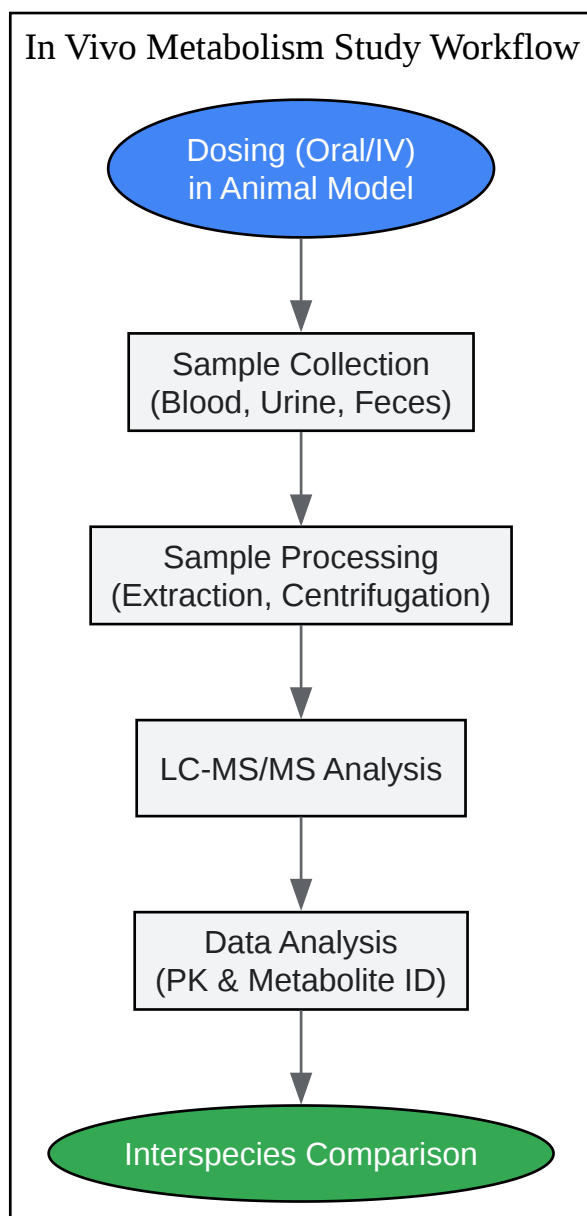 In Vivo Metabolism Study Workflow
Dosing (Oral/IV)
in Animal Model
Sample Collection
(Blood, Urine, Feces)
Sample Processing
(Extraction, Centrifugation)
LC-MS/MS Analysis
Data Analysis
(PK & Metabolite ID)
Interspecies Comparison